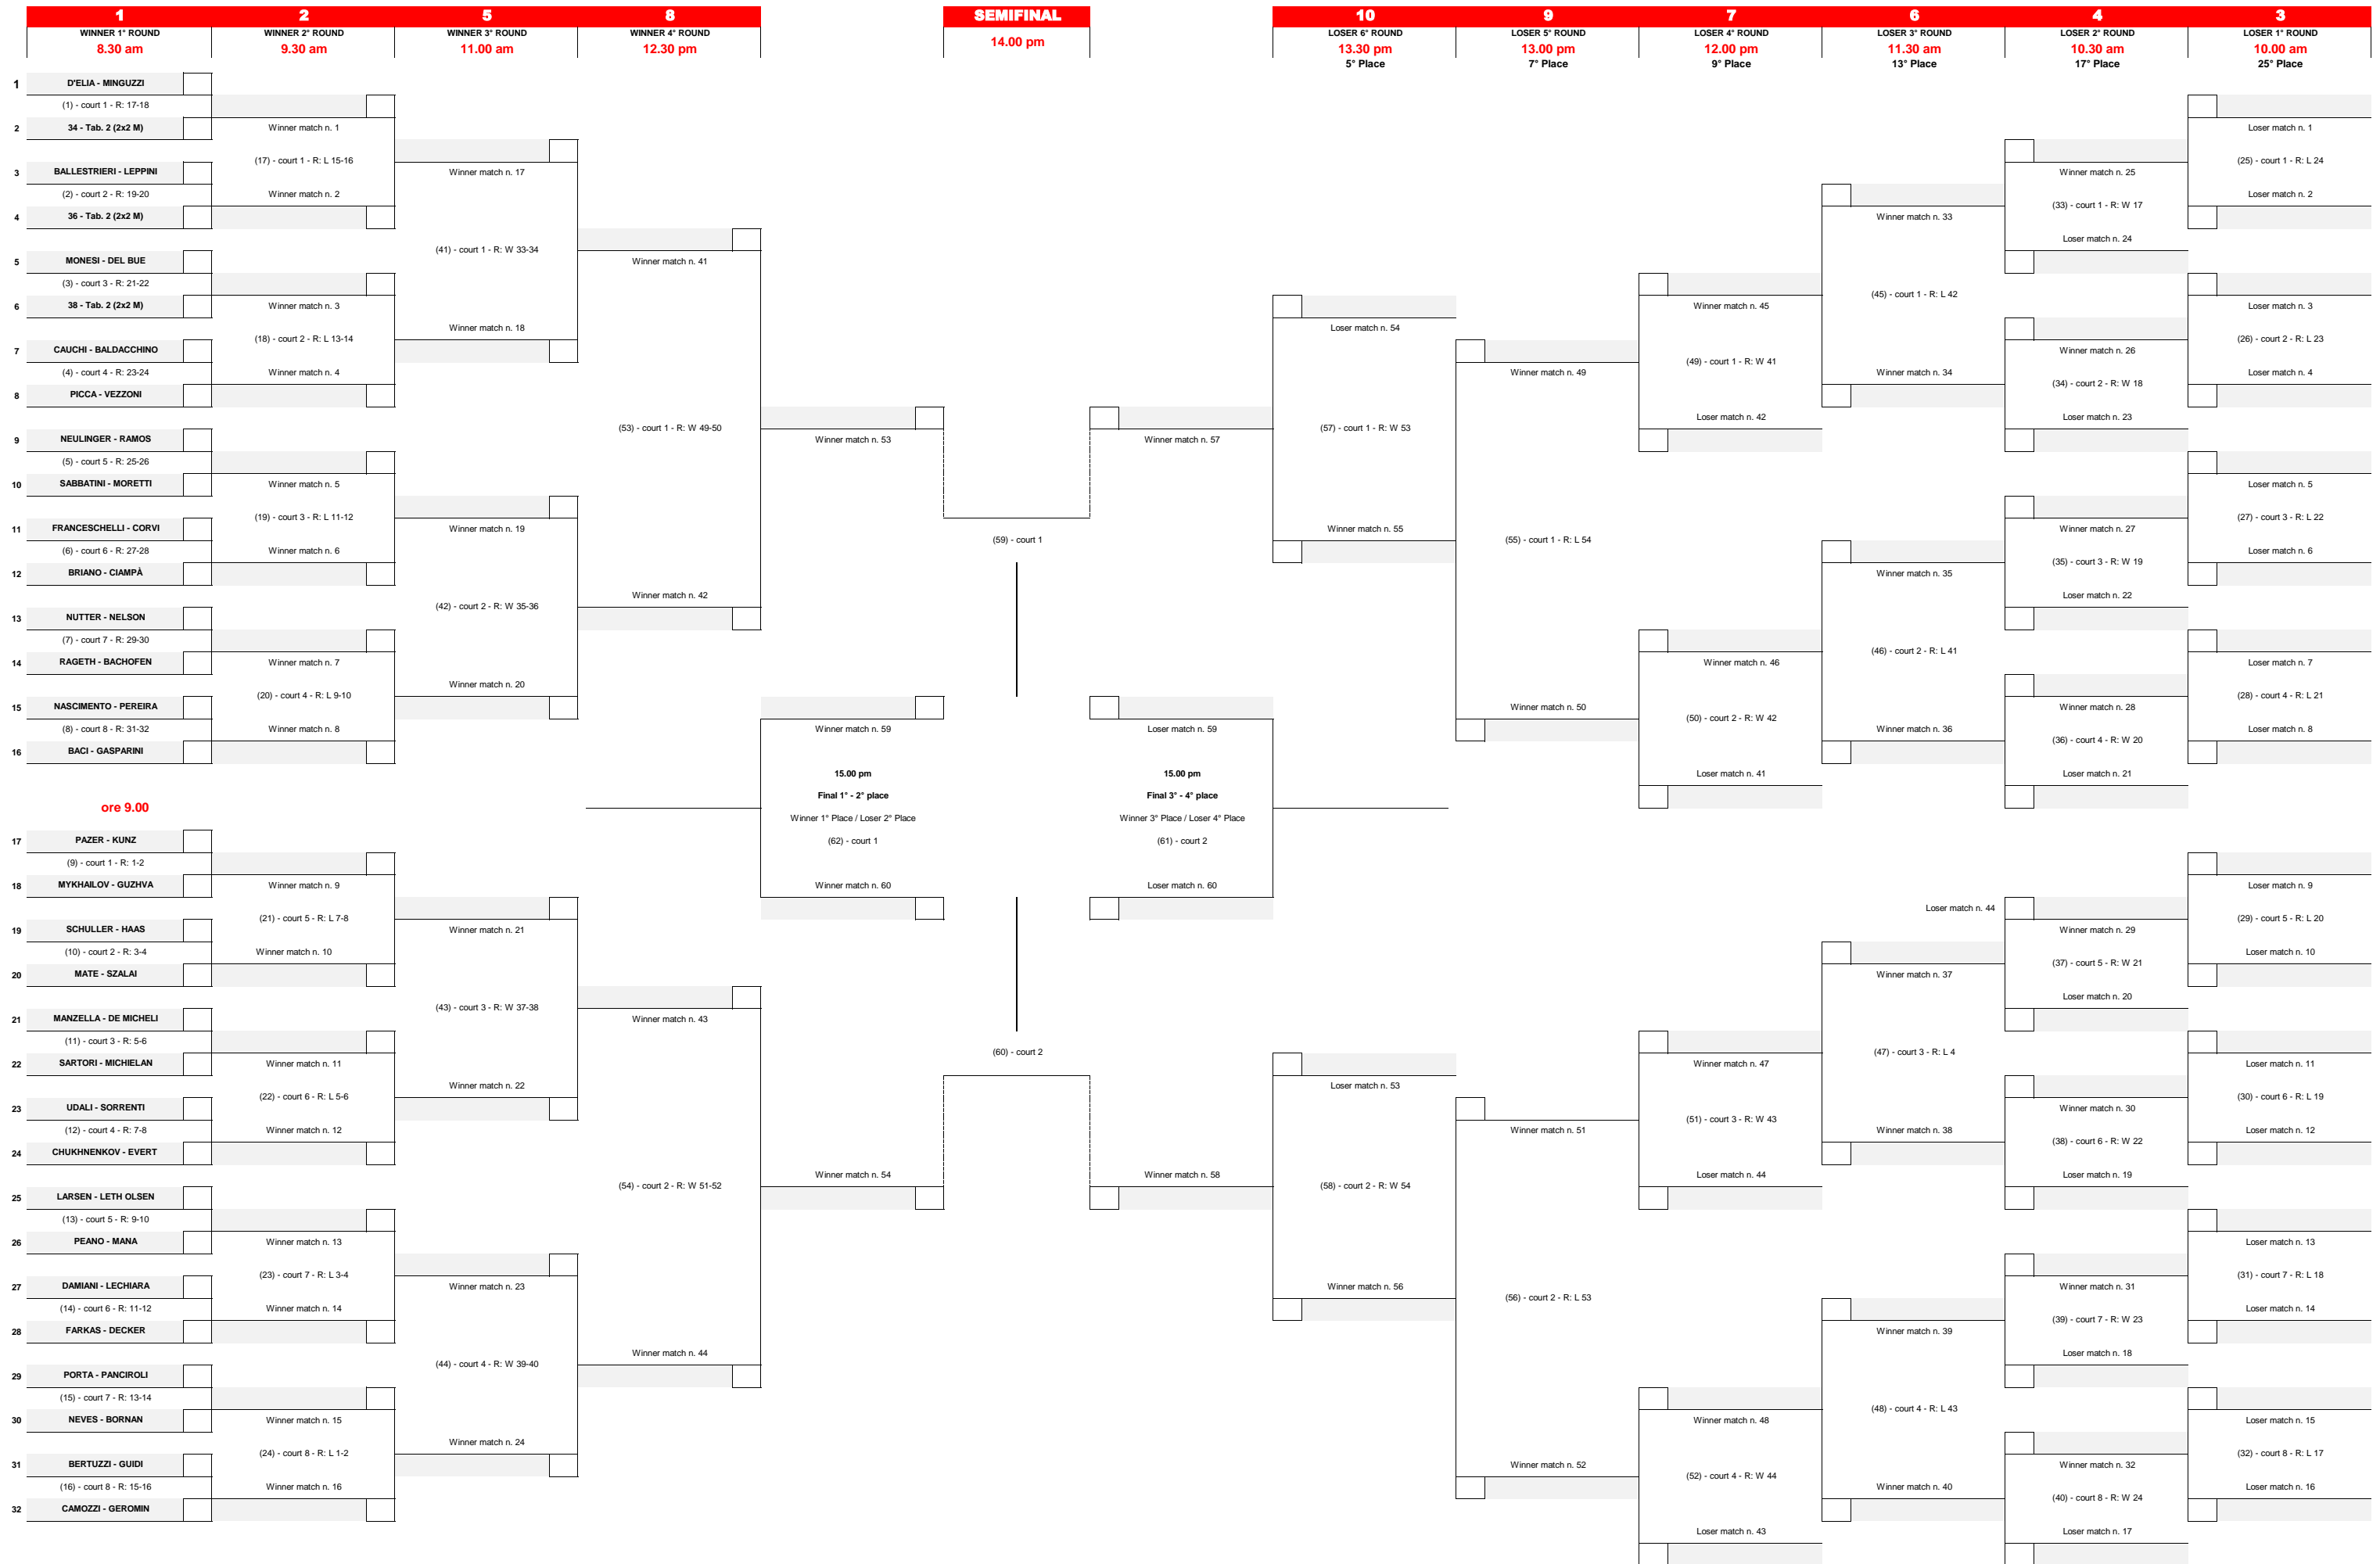 1 2 5 8 SEMIFINAL 10 9 7 6 4 3
WINNER 1° ROUND WINNER 2° ROUND WINNER 3° ROUND WINNER 4° ROUND 14.00 pm LOSER 6° ROUND LOSER 5° ROUND LOSER 4° ROUND LOSER 3° ROUND LOSER 2° ROUND LOSER 1° ROUND
8.30 am 9.30 am 11.00 am 12.30 pm 13.30 pm 13.00 pm 12.00 pm 11.30 am 10.30 am 10.00 am
5° Place 7° Place 9° Place 13° Place 17° Place 25° Place
1 D'ELIA - MINGUZZI
(1) - court 1 - R: 17-18
2 34 - Tab. 2 (2x2 M)
3 BALLESTRIERI - LEPPINI
(2) - court 2 - R: 19-20
4 36 - Tab. 2 (2x2 M)
5 MONESI - DEL BUE
(3) - court 3 - R: 21-22
6 38 - Tab. 2 (2x2 M)
7 CAUCHI - BALDACCHINO
(4) - court 4 - R: 23-24
8 PICCA - VEZZONI
9 NEULINGER - RAMOS
(5) - court 5 - R: 25-26
10 SABBATINI - MORETTI
11 FRANCESCHELLI - CORVI
(6) - court 6 - R: 27-28
12 BRIANO - CIAMPÀ
13 NUTTER - NELSON
(7) - court 7 - R: 29-30
14 RAGETH - BACHOFEN
15 NASCIMENTO - PEREIRA
(8) - court 8 - R: 31-32
16 BACI - GASPARINI
ore 9.00
17 PAZER - KUNZ
(9) - court 1 - R: 1-2
18 MYKHAILOV - GUZHVA
19 SCHULLER - HAAS
(10) - court 2 - R: 3-4
20 MATE - SZALAI
21 MANZELLA - DE MICHELI
(11) - court 3 - R: 5-6
22 SARTORI - MICHIELAN
23 UDALI - SORRENTI
(12) - court 4 - R: 7-8
24 CHUKHNENKOV - EVERT
25 LARSEN - LETH OLSEN
(13) - court 5 - R: 9-10
26 PEANO - MANA
27 DAMIANI - LECHIARA
(14) - court 6 - R: 11-12
28 FARKAS - DECKER
29 PORTA - PANCIROLI
(15) - court 7 - R: 13-14
30 NEVES - BORNAN
31 BERTUZZI - GUIDI
(16) - court 8 - R: 15-16
32 CAMOZZI - GEROMIN
Winner match n. 1
(17) - court 1 - R: L 15-16
Winner match n. 2
Winner match n. 3
(18) - court 2 - R: L 13-14
Winner match n. 4
Winner match n. 5
(19) - court 3 - R: L 11-12
Winner match n. 6
Winner match n. 7
(20) - court 4 - R: L 9-10
Winner match n. 8
Winner match n. 9
(21) - court 5 - R: L 7-8
Winner match n. 10
Winner match n. 11
(22) - court 6 - R: L 5-6
Winner match n. 12
Winner match n. 13
(23) - court 7 - R: L 3-4
Winner match n. 14
Winner match n. 15
(24) - court 8 - R: L 1-2
Winner match n. 16
Winner match n. 17
(41) - court 1 - R: W 33-34
Winner match n. 18
Winner match n. 19
(42) - court 2 - R: W 35-36
Winner match n. 20
Winner match n. 21
(43) - court 3 - R: W 37-38
Winner match n. 22
Winner match n. 23
(44) - court 4 - R: W 39-40
Winner match n. 24
Winner match n. 41
(53) - court 1 - R: W 49-50
Winner match n. 42
Winner match n. 43
(54) - court 2 - R: W 51-52
Winner match n. 44
Winner match n. 53
Winner match n. 59
15.00 pm
Final 1° - 2° place
Winner 1° Place / Loser 2° Place
(62) - court 1
Winner match n. 60
Winner match n. 54
(59) - court 1
(60) - court 2
Winner match n. 57
Loser match n. 59
15.00 pm
Final 3° - 4° place
Winner 3° Place / Loser 4° Place
(61) - court 2
Loser match n. 60
Winner match n. 58
Loser match n. 54
(57) - court 1 - R: W 53
Winner match n. 55
Loser match n. 53
(58) - court 2 - R: W 54
Winner match n. 56
Winner match n. 49
(55) - court 1 - R: L 54
Winner match n. 50
Winner match n. 51
(56) - court 2 - R: L 53
Winner match n. 52
Winner match n. 45
(49) - court 1 - R: W 41
Loser match n. 42
Winner match n. 46
(50) - court 2 - R: W 42
Loser match n. 41
Winner match n. 47
(51) - court 3 - R: W 43
Loser match n. 44
Winner match n. 48
(52) - court 4 - R: W 44
Loser match n. 43
Winner match n. 33
(45) - court 1 - R: L 42
Winner match n. 34
Winner match n. 35
(46) - court 2 - R: L 41
Winner match n. 36
Loser match n. 44
Winner match n. 37
(47) - court 3 - R: L 4
Winner match n. 38
Winner match n. 39
(48) - court 4 - R: L 43
Winner match n. 40
Winner match n. 25
(33) - court 1 - R: W 17
Loser match n. 24
Winner match n. 26
(34) - court 2 - R: W 18
Loser match n. 23
Winner match n. 27
(35) - court 3 - R: W 19
Loser match n. 22
Winner match n. 28
(36) - court 4 - R: W 20
Loser match n. 21
Winner match n. 29
(37) - court 5 - R: W 21
Loser match n. 20
Winner match n. 30
(38) - court 6 - R: W 22
Loser match n. 19
Winner match n. 31
(39) - court 7 - R: W 23
Loser match n. 18
Winner match n. 32
(40) - court 8 - R: W 24
Loser match n. 17
Loser match n. 1
(25) - court 1 - R: L 24
Loser match n. 2
Loser match n. 3
(26) - court 2 - R: L 23
Loser match n. 4
Loser match n. 5
(27) - court 3 - R: L 22
Loser match n. 6
Loser match n. 7
(28) - court 4 - R: L 21
Loser match n. 8
Loser match n. 9
(29) - court 5 - R: L 20
Loser match n. 10
Loser match n. 11
(30) - court 6 - R: L 19
Loser match n. 12
Loser match n. 13
(31) - court 7 - R: L 18
Loser match n. 14
Loser match n. 15
(32) - court 8 - R: L 17
Loser match n. 16